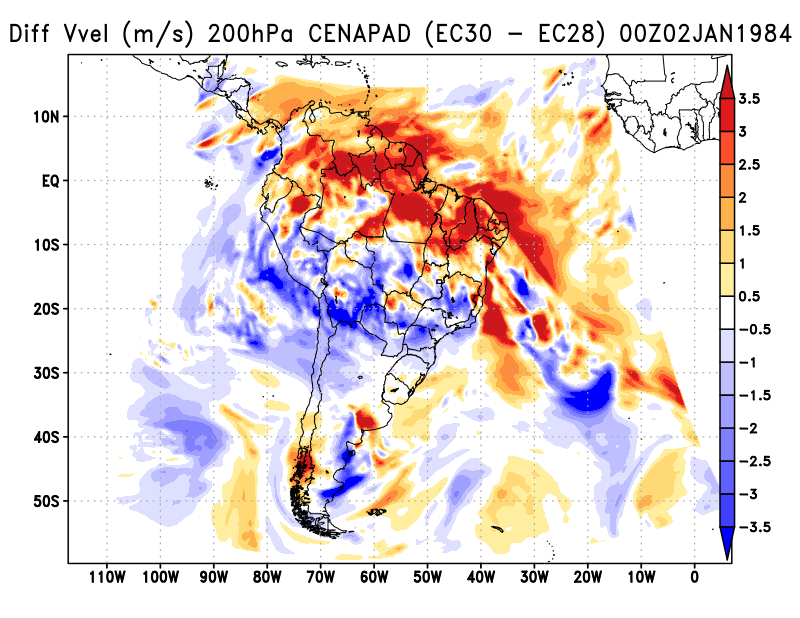 Diff Vvel (m/s) 200hPa CENAPAD (EC30 − EC28) 00Z02JAN1984
10N
EQ
10S
20S
30S
40S
50S
110W 100W 90W 80W 70W 60W 50W 40W 30W 20W 10W 0
3.5
3
2.5
2
1.5
1
0.5
−0.5
−1
−1.5
−2
−2.5
−3
−3.5